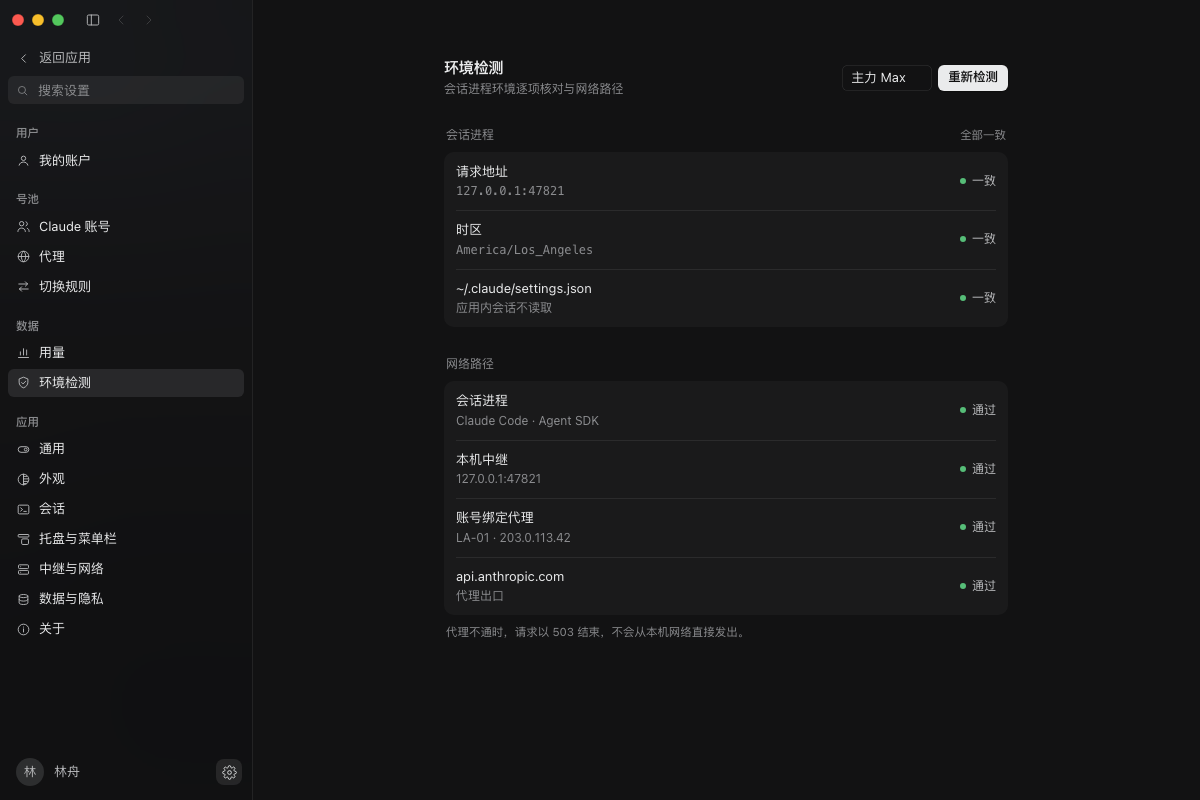 返回应用
搜索设置
用户
我的账户
号池
Claude 账号
代理
切换规则
数据
用量
环境检测
应用
通用
外观
会话
托盘与菜单栏
中继与网络
数据与隐私
关于
林 林舟
环境检测
会话进程环境逐项核对与网络路径
主力 Max
重新检测
会话进程 全部一致
请求地址
127.0.0.1:47821
一致
时区
America/Los_Angeles
一致
~/.claude/settings.json
应用内会话不读取
一致
网络路径
会话进程
Claude Code · Agent SDK
通过
本机中继
127.0.0.1:47821
通过
账号绑定代理
LA-01 · 203.0.113.42
通过
api.anthropic.com
代理出口
通过
代理不通时，请求以 503 结束，不会从本机网络直接发出。